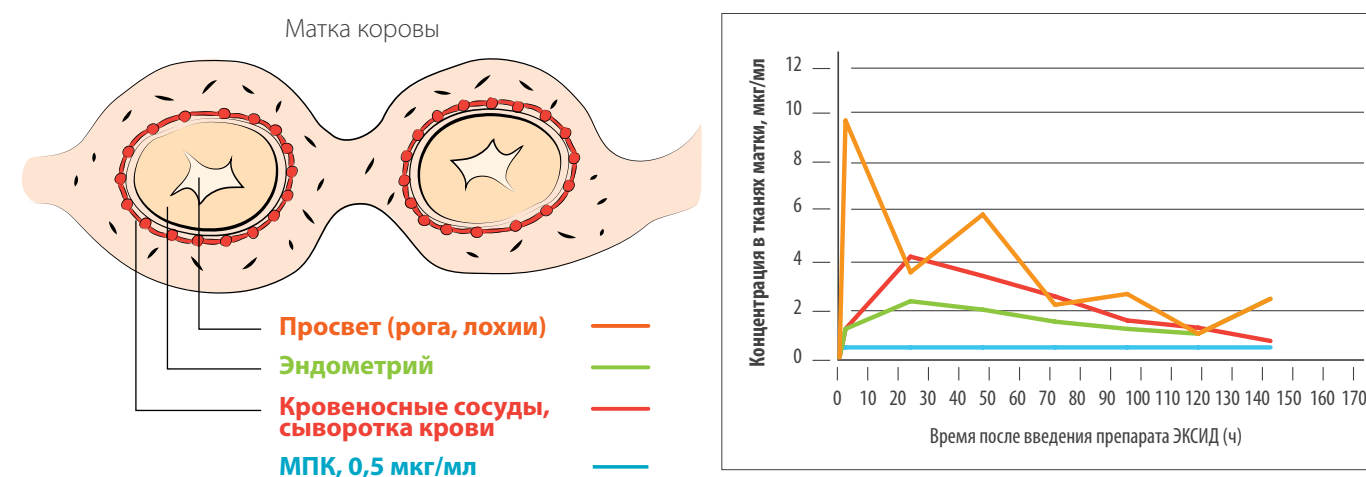 Матка коровы
Просвет (рога, лохии)
Эндометрий
Кровеносные сосуды,
сыворотка крови
МПК, 0,5 мкг/мл
Концентрация в тканях матки, мкг/мл
12
10
8
6
4
2
0
0 10 20 30 40 50 60 70 80 90 100 110 120 130 140 150 160 170
Время после введения препарата ЭКСИД (ч)